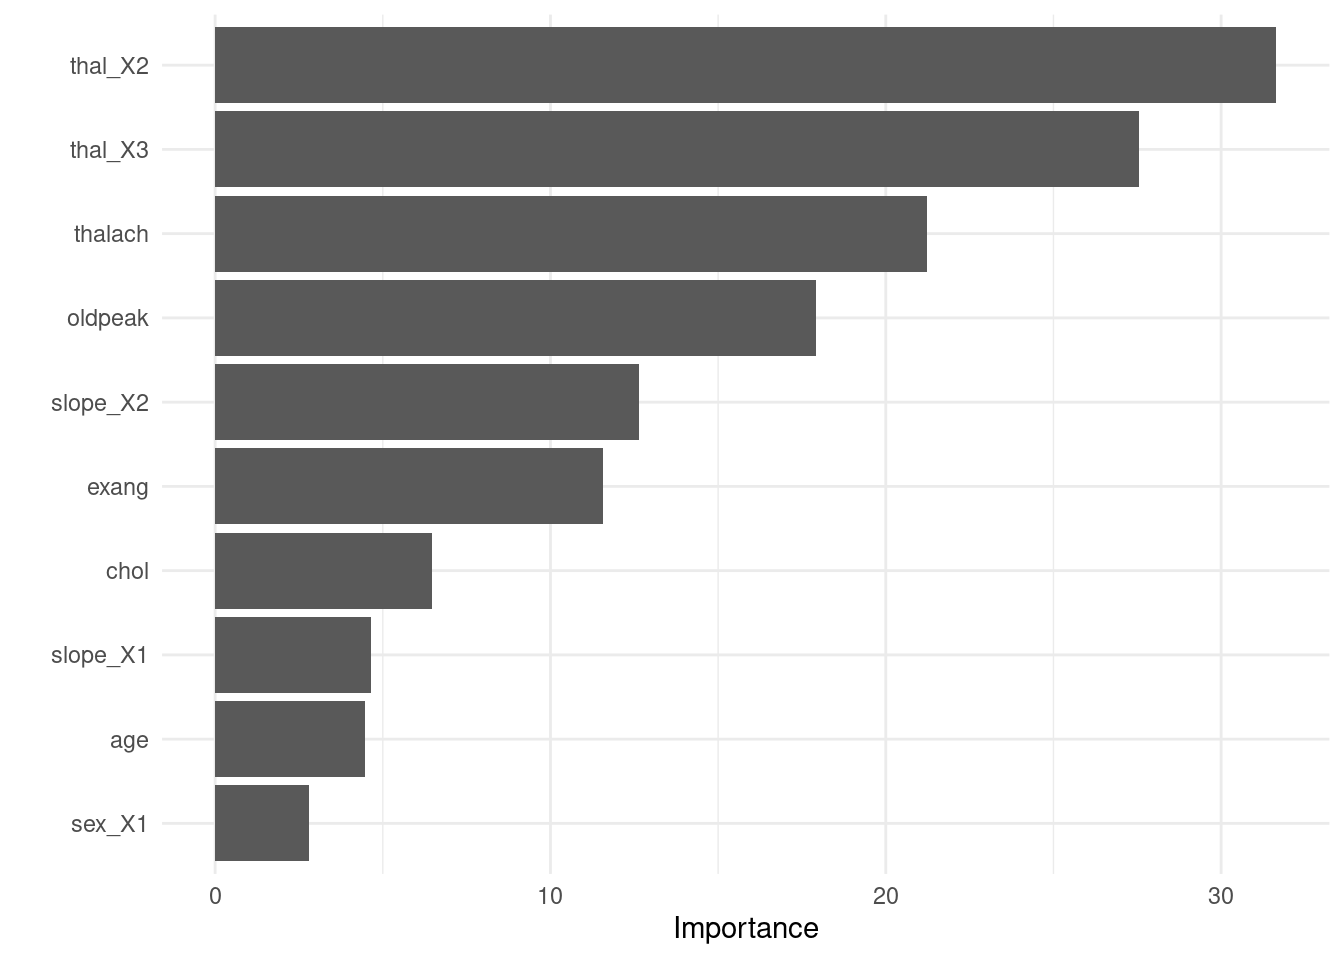 thal_X2
thal_X3
thalach
oldpeak
slope_X2
exang
chol
slope_X1
age
sex_X1
0 10 20 30
Importance